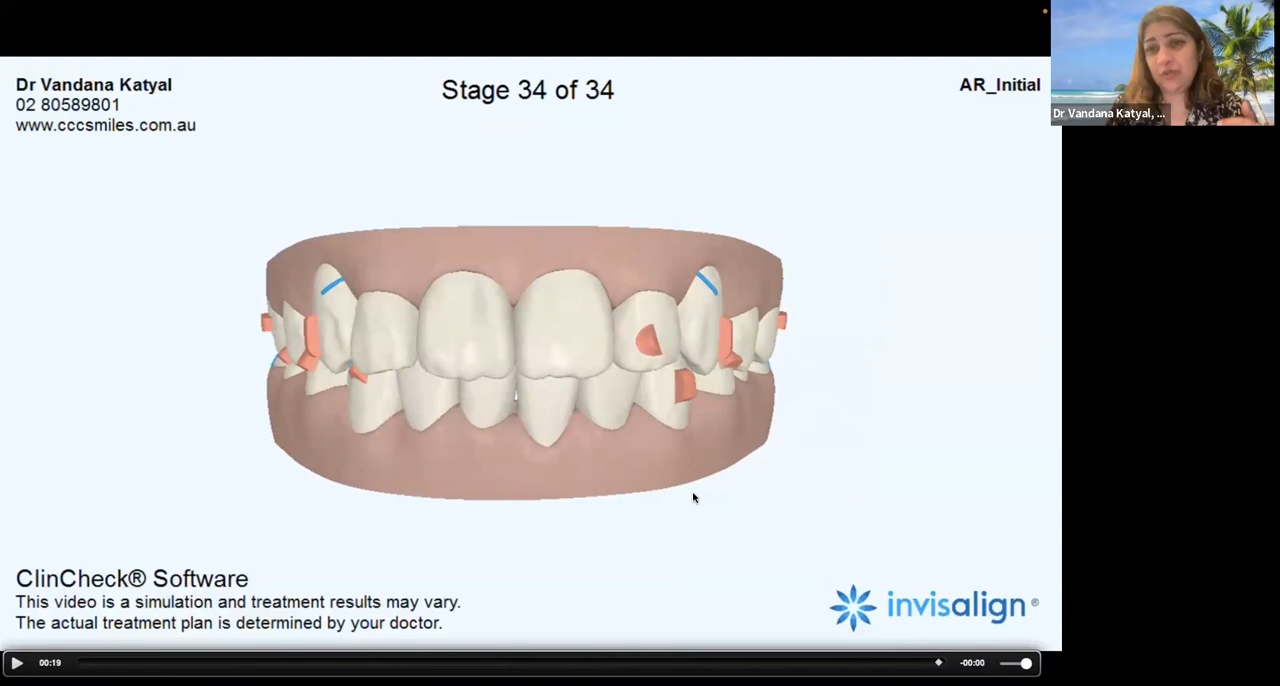 Dr Vandana Katyal
02 80589801
www.cccsmiles.com.au
Stage 34 of 34
AR_Initial
Dr Vandana Katyal, ...
ClinCheck® Software
This video is a simulation and treatment results may vary.
The actual treatment plan is determined by your doctor.
invisalign®
00:19
-00:00